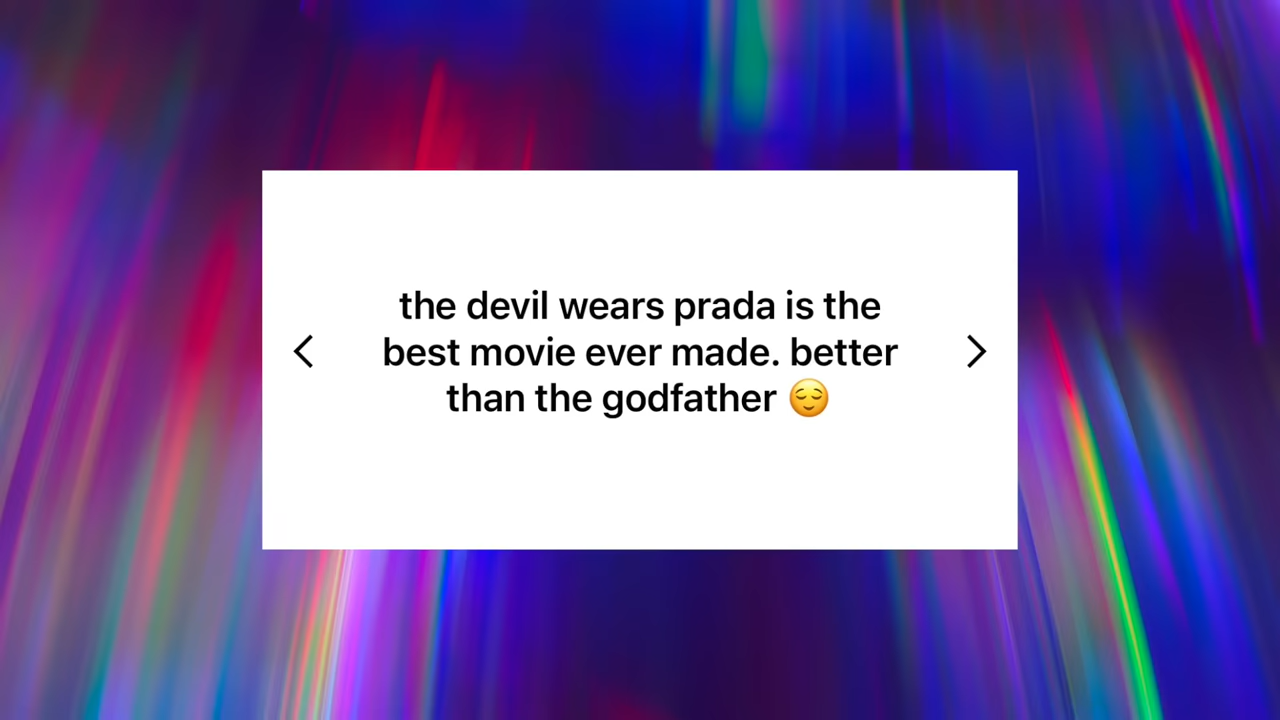 the devil wears prada is the
best movie ever made. better
than the godfather 😌